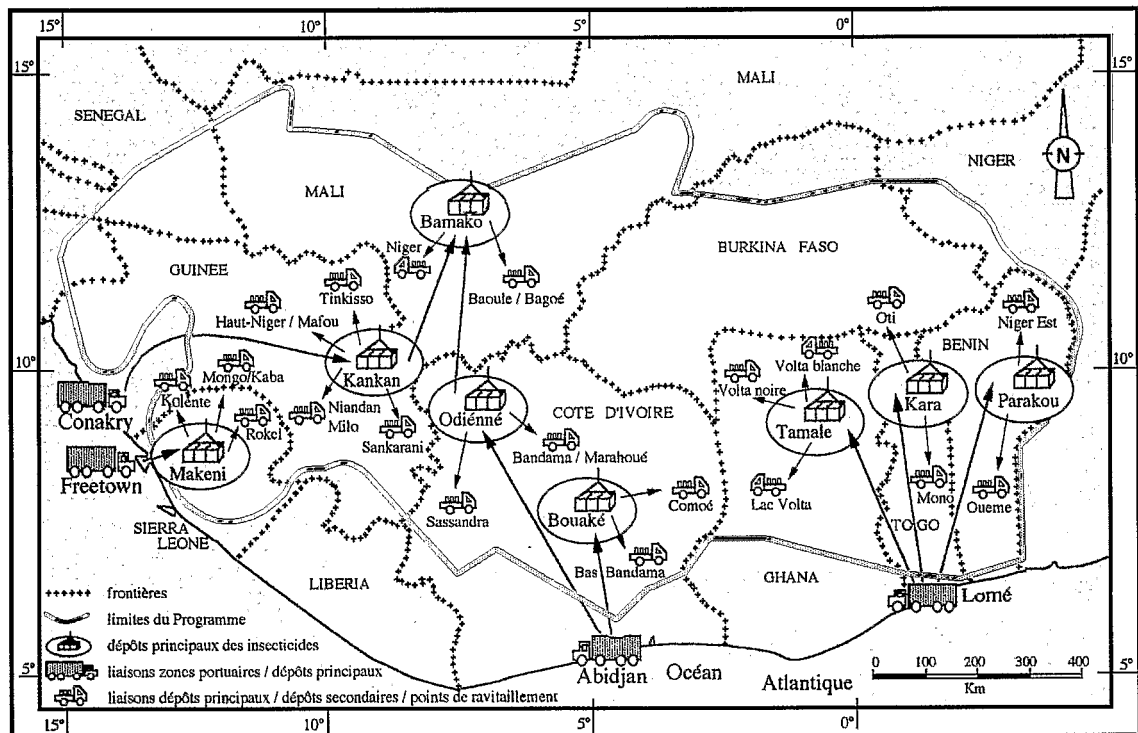 15°
10°
5°
0°
15°
15°
MALI
SENEGAL
NIGER
N
MALI
Bamako
BURKINA FASO
Niger
GUINEE
Tinkisso
Baoule / Bagoé
Haut-Niger / Mafou
Oti
Niger Est
BENIN
10°
10°
Mongo/Kaba
Kankan
Volta blanche
Volta noire
Kolente
Conakry
Niandan
Milo
Odiénné
COTE D'IVOIRE
Kara
Parakou
Rokel
Sankarani
Tamale
Makeni
Bandama / Marahoué
Freetown
Sassandra
Bouaké
Comoé
Lac Volta
Mono
Oueme
SIERRA
LEONE
TOGO
Bas Bandama
LIBERIA
GHANA
Lomé
frontières
limites du Programme
dépôts principaux des insecticides
liaisons zones portuaires / dépôts principaux
liaisons dépôts principaux / dépôts secondaires / points de ravitaillement
Abidjan
Océan
Atlantique
0 100 200 300 400
Km
5°
5°
15°
10°
5°
0°